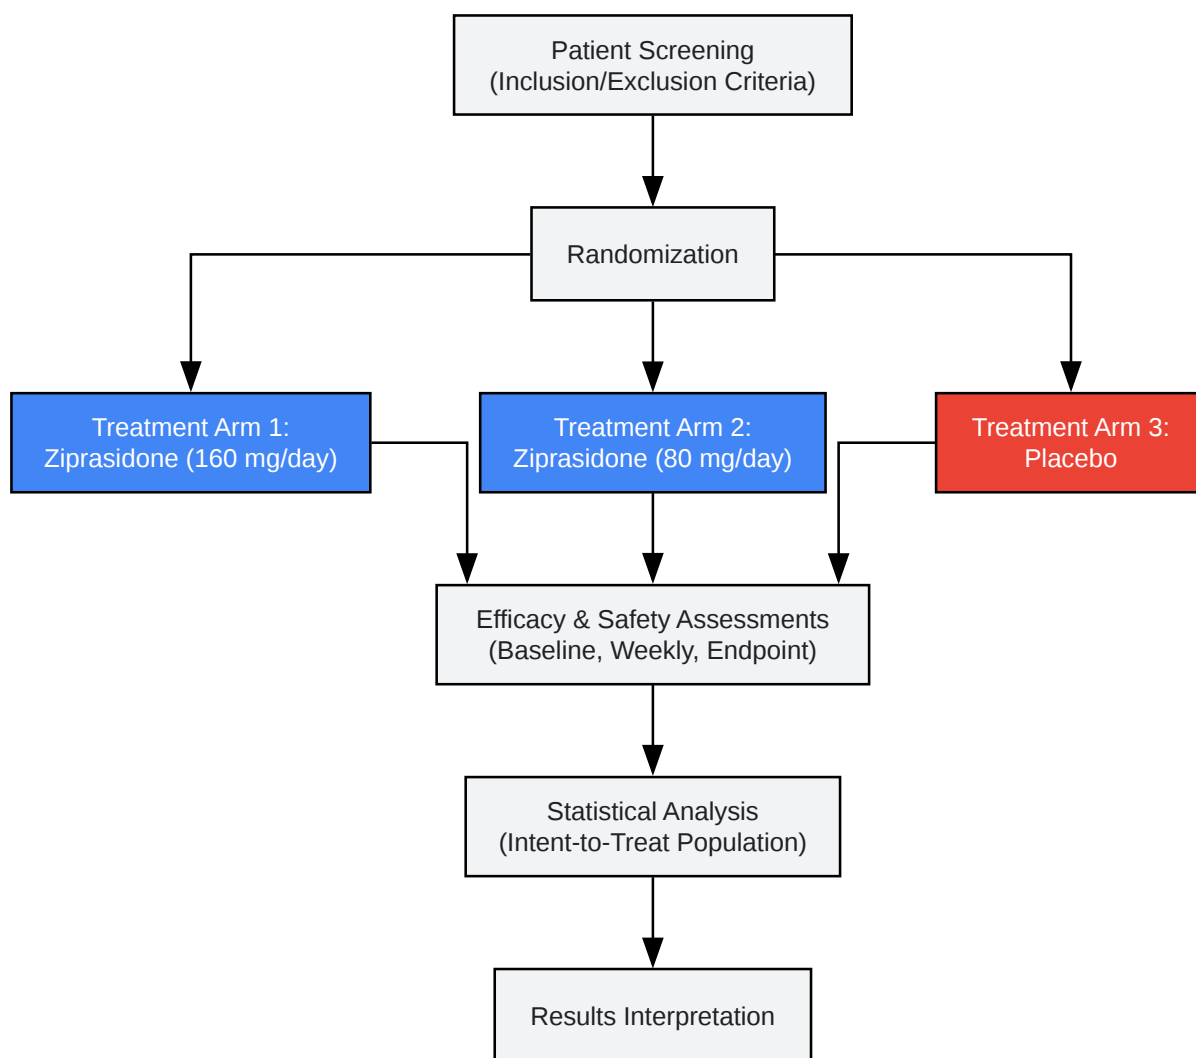 Patient Screening
(Inclusion/Exclusion Criteria)
Randomization
Treatment Arm 1:
Ziprasidone (160 mg/day)
Treatment Arm 2:
Ziprasidone (80 mg/day)
Treatment Arm 3:
Placebo
Efficacy & Safety Assessments
(Baseline, Weekly, Endpoint)
Statistical Analysis
(Intent-to-Treat Population)
Results Interpretation